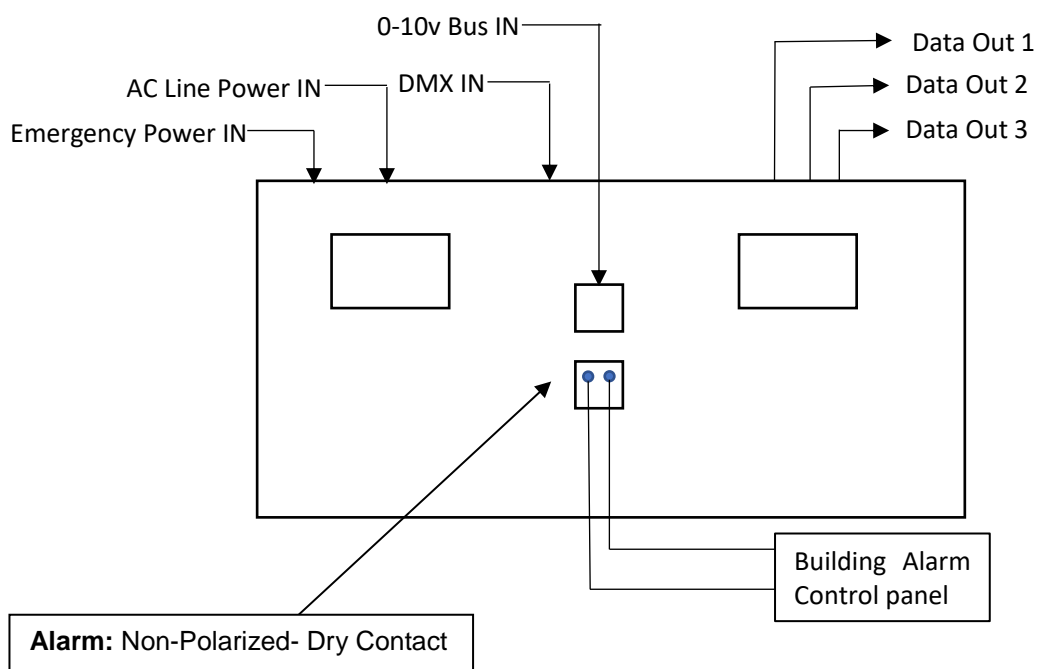 0-10v Bus IN
Data Out 1
AC Line Power IN
DMX IN
Data Out 2
Emergency Power IN
Data Out 3
Building Alarm
Control panel
Alarm: Non-Polarized- Dry Contact